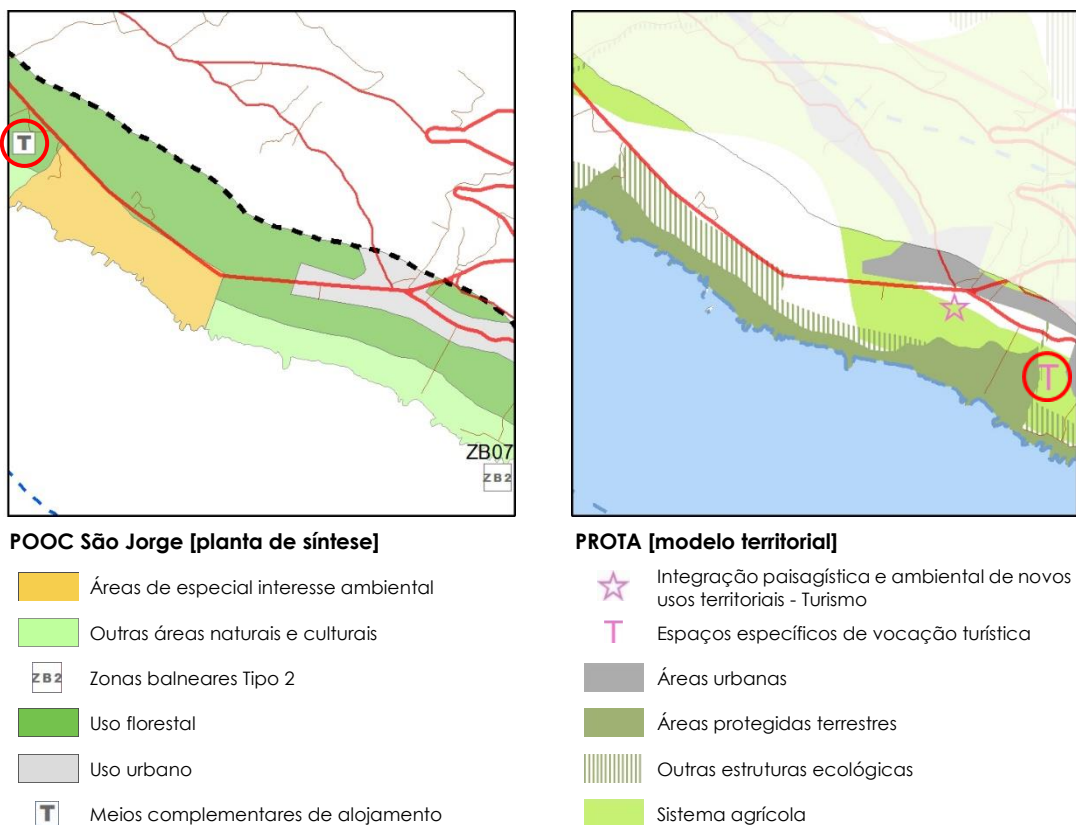 T
ZB07
ZB2
T
POOC São Jorge [planta de síntese]
Áreas de especial interesse ambiental
Outras áreas naturais e culturais
ZB2 Zonas balneares Tipo 2
Uso florestal
Uso urbano
T Meios complementares de alojamento
PROTA [modelo territorial]
Integração paisagística e ambiental de novos
usos territoriais - Turismo
T Espaços específicos de vocação turística
Áreas urbanas
Áreas protegidas terrestres
Outras estruturas ecológicas
Sistema agrícola